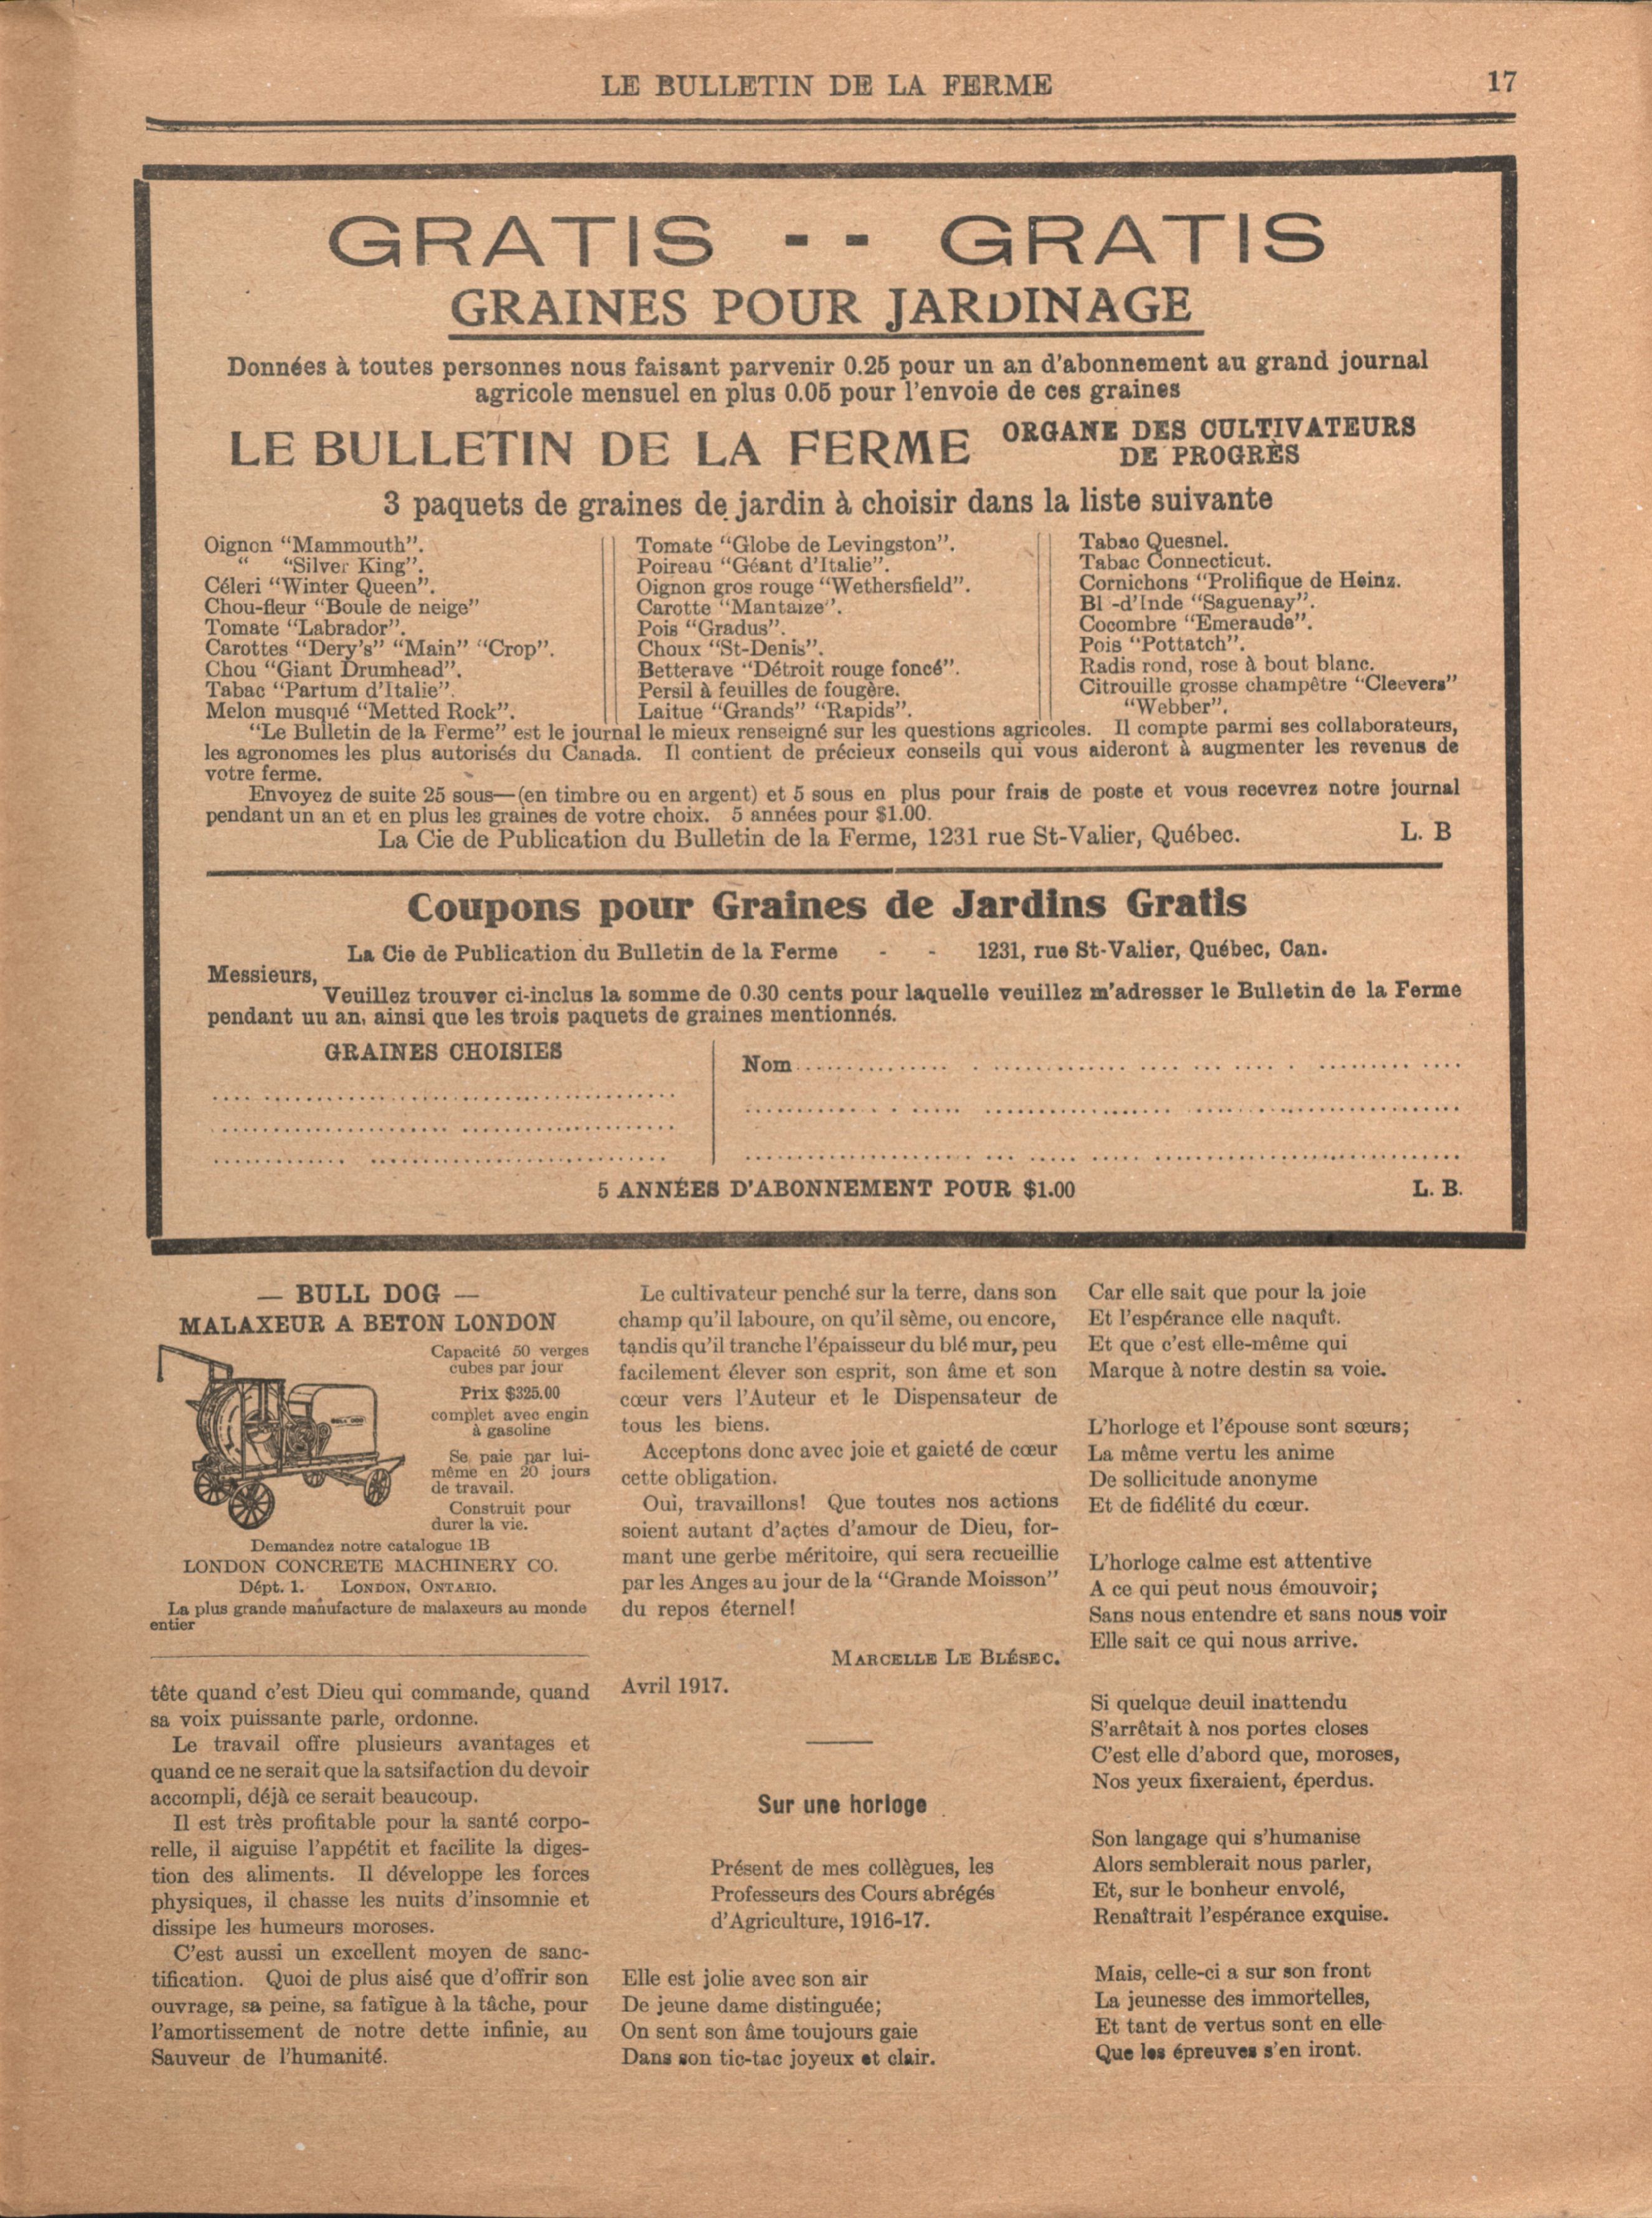 LE BULLETIN DE LA FERME
17
GRATIS - - GRATIS
GRAINES POUR JARDINAGE
Données à toutes personnes nous faisant parvenir 0.25 pour un an d'abonnement au grand journal
agricole mensuel en plus 0.05 pour l'envoie de ces graines
LE BULLETIN DE LA FERME
ORGANE DES CULTIVATEURS
DE PROGRÈS
3 paquets de graines de jardin à choisir dans la liste suivante
Oignon "Mammouth".
" "Silver King".
Céleri "Winter Queen".
Chou-fleur "Boule de neige"
Tomate "Labrador".
Carottes "Dery's" "Main" "Crop".
Chou "Giant Drumhead".
Tabac "Partum d'Italie".
Melon musqué "Metted Rock".
Tomate "Globe de Levingston".
Poireau "Géant d'Italie".
Oignon gros rouge "Wethersfield".
Carotte "Mantaize".
Pois "Gradus".
Choux "St-Denis".
Betterave "Détroit rouge foncé".
Persil à feuilles de fougère.
Laitue "Grands" "Rapids".
Tabac Quesnel.
Tabac Connecticut.
Cornichons "Prolifique de Heinz.
Bl -d'Inde "Saguenay".
Cocombre "Emeraude".
Pois "Pottatch".
Radis rond, rose à bout blanc.
Citrouille grosse champêtre "Cleevers"
"Webber".
"Le Bulletin de la Ferme" est le journal le mieux renseigné sur les questions agricoles. Il compte parmi ses collaborateurs,
les agronomes les plus autorisés du Canada. Il contient de précieux conseils qui vous aideront à augmenter les revenus de
votre ferme.
Envoyez de suite 25 sous—(en timbre ou en argent) et 5 sous en plus pour frais de poste et vous recevrez notre journal
pendant un an et en plus les graines de votre choix. 5 années pour $1.00.
La Cie de Publication du Bulletin de la Ferme, 1231 rue St-Valier, Québec. L. B
Coupons pour Graines de Jardins Gratis
La Cie de Publication du Bulletin de la Ferme - - 1231, rue St-Valier, Québec, Can.
Messieurs,
Veuillez trouver ci-inclus la somme de 0.30 cents pour laquelle veuillez m'adresser le Bulletin de la Ferme
pendant uu an, ainsi que les trois paquets de graines mentionnés.
GRAINES CHOISIES
Nom
5 ANNÉES D'ABONNEMENT POUR $1.00 L. B.
— BULL DOG —
MALAXEUR A BETON LONDON
Capacité 50 verges
cubes par jour
Prix $325.00
complet avec engin
à gasoline
Se paie par lui-
même en 20 jours
de travail.
Construit pour
durer la vie.
BULL DOG
Demandez notre catalogue 1B
LONDON CONCRETE MACHINERY CO.
Dépt. 1. LONDON, ONTARIO.
La plus grande manufacture de malaxeurs au monde
entier
tête quand c'est Dieu qui commande, quand
sa voix puissante parle, ordonne.
Le travail offre plusieurs avantages et
quand ce ne serait que la satsifaction du devoir
accompli, déjà ce serait beaucoup.
Il est très profitable pour la santé corpo-
relle, il aiguise l'appétit et facilite la diges-
tion des aliments. Il développe les forces
physiques, il chasse les nuits d'insomnie et
dissipe les humeurs moroses.
C'est aussi un excellent moyen de sanc-
tification. Quoi de plus aisé que d'offrir son
ouvrage, sa peine, sa fatigue à la tâche, pour
l'amortissement de notre dette infinie, au
Sauveur de l'humanité.
Le cultivateur penché sur la terre, dans son
champ qu'il laboure, on qu'il sème, ou encore,
tandis qu'il tranche l'épaisseur du blé mur, peu
facilement élever son esprit, son âme et son
cœur vers l'Auteur et le Dispensateur de
tous les biens.
Acceptons donc avec joie et gaieté de cœur
cette obligation.
Oui, travaillons! Que toutes nos actions
soient autant d'actes d'amour de Dieu, for-
mant une gerbe méritoire, qui sera recueillie
par les Anges au jour de la "Grande Moisson"
du repos éternel!
MARCELLE LE BLÉSEC.
Avril 1917.
Sur une horloge
Présent de mes collègues, les
Professeurs des Cours abrégés
d'Agriculture, 1916-17.
Elle est jolie avec son air
De jeune dame distinguée;
On sent son âme toujours gaie
Dans son tic-tac joyeux et clair.
Car elle sait que pour la joie
Et l'espérance elle naquît.
Et que c'est elle-même qui
Marque à notre destin sa voie.
L'horloge et l'épouse sont sœurs;
La même vertu les anime
De sollicitude anonyme
Et de fidélité du cœur.
L'horloge calme est attentive
A ce qui peut nous émouvoir;
Sans nous entendre et sans nous voir
Elle sait ce qui nous arrive.
Si quelque deuil inattendu
S'arrêtait à nos portes closes
C'est elle d'abord que, moroses,
Nos yeux fixeraient, éperdus.
Son langage qui s'humanise
Alors semblerait nous parler,
Et, sur le bonheur envolé,
Renaîtrait l'espérance exquise.
Mais, celle-ci a sur son front
La jeunesse des immortelles,
Et tant de vertus sont en elle
Que les épreuves s'en iront.